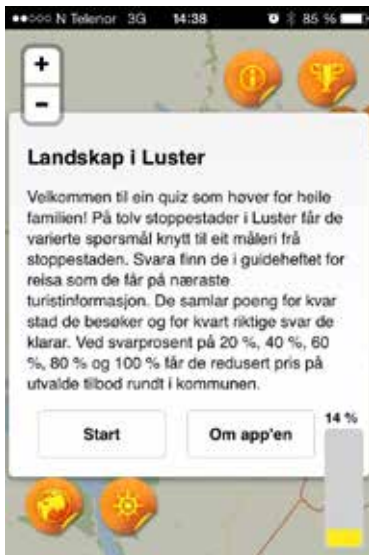 N Telenor 3G 14:38 85 %
+
−
Landskap i Luster
Velkommen til ein quiz som høver for heile
familien! På tolv stoppestader i Luster får de
varierte spørsmål knytt til eit måleri frå
stoppestaden. Svara finn de i guideheftet for
reisa som de får på næraste
turistinformasjon. De samlar poeng for kvar
stad de besøker og for kvart riktige svar de
klarar. Ved svarprosent på 20 %, 40 %, 60
%, 80 % og 100 % får de redusert pris på
utvalde tilbod rundt i kommunen.
14 %
Start Om app'en